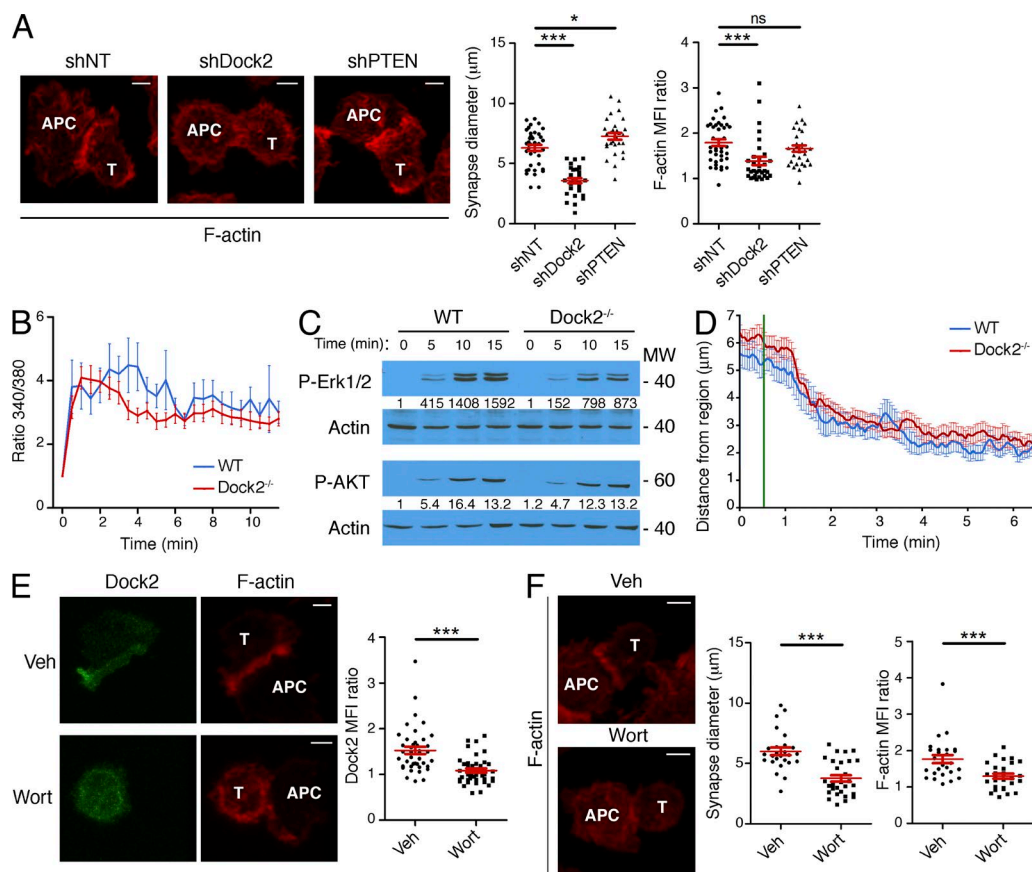 A
shNT shDock2 shPTEN
APC T
APC T
APC T
F-actin
Synapse diameter (μm)
15
10
5
0
*
***
shNT
shDock2
shPTEN
F-actin MFI ratio
4
3
2
1
0
ns
***
shNT
shDock2
shPTEN
B
Ratio 340/380
6
4
2
0
WT
Dock2-/-
0 2 4 6 8 10
Time (min)
C
WT Dock2-/-
Time (min): 0 5 10 15 0 5 10 15 MW
P-Erk1/2 - 40
1 415 1408 1592 1 152 798 873
Actin - 40
P-AKT - 60
1 5.4 16.4 13.2 1.2 4.7 12.3 13.2
Actin - 40
D
Distance from region (μm)
7
6
5
4
3
2
1
0
WT
Dock2-/-
0 1 2 3 4 5 6
Time (min)
E
Dock2 F-actin
Veh
T
APC
Wort
T APC
Dock2 MFI ratio
4
3
2
1
0
***
Veh
Wort
F
F-actin
Veh
T
APC
Wort
APC T
Synapse diameter (μm)
15
10
5
0
***
Veh
Wort
F-actin MFI ratio
5
4
3
2
1
0
***
Veh
Wort